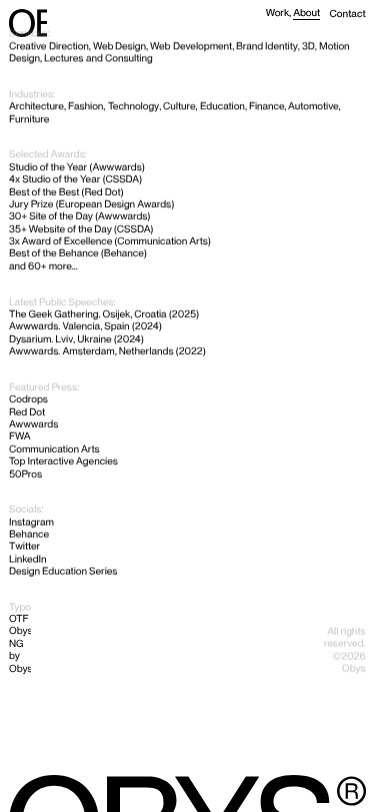 Work, About Contact
Creative Direction, Web Design, Web Development, Brand Identity, 3D, Motion
Design, Lectures and Consulting
Industries:
Architecture, Fashion, Technology, Culture, Education, Finance, Automotive,
Furniture
Selected Awards:
Studio of the Year (Awwwards)
4x Studio of the Year (CSSDA)
Best of the Best (Red Dot)
Jury Prize (European Design Awards)
30+ Site of the Day (Awwwards)
35+ Website of the Day (CSSDA)
3x Award of Excellence (Communication Arts)
Best of the Behance (Behance)
and 60+ more...
Latest Public Speeches:
The Geek Gathering. Osijek, Croatia (2025)
Awwwards. Valencia, Spain (2024)
Dysarium. Lviv, Ukraine (2024)
Awwwards. Amsterdam, Netherlands (2022)
Featured Press:
Codrops
Red Dot
Awwwards
FWA
Communication Arts
Top Interactive Agencies
50Pros
Socials:
Instagram
Behance
Twitter
LinkedIn
Design Education Series
Typo
OTF
Obys
NG
by
Obys
All rights
reserved.
©2026
Obys
OBYS®